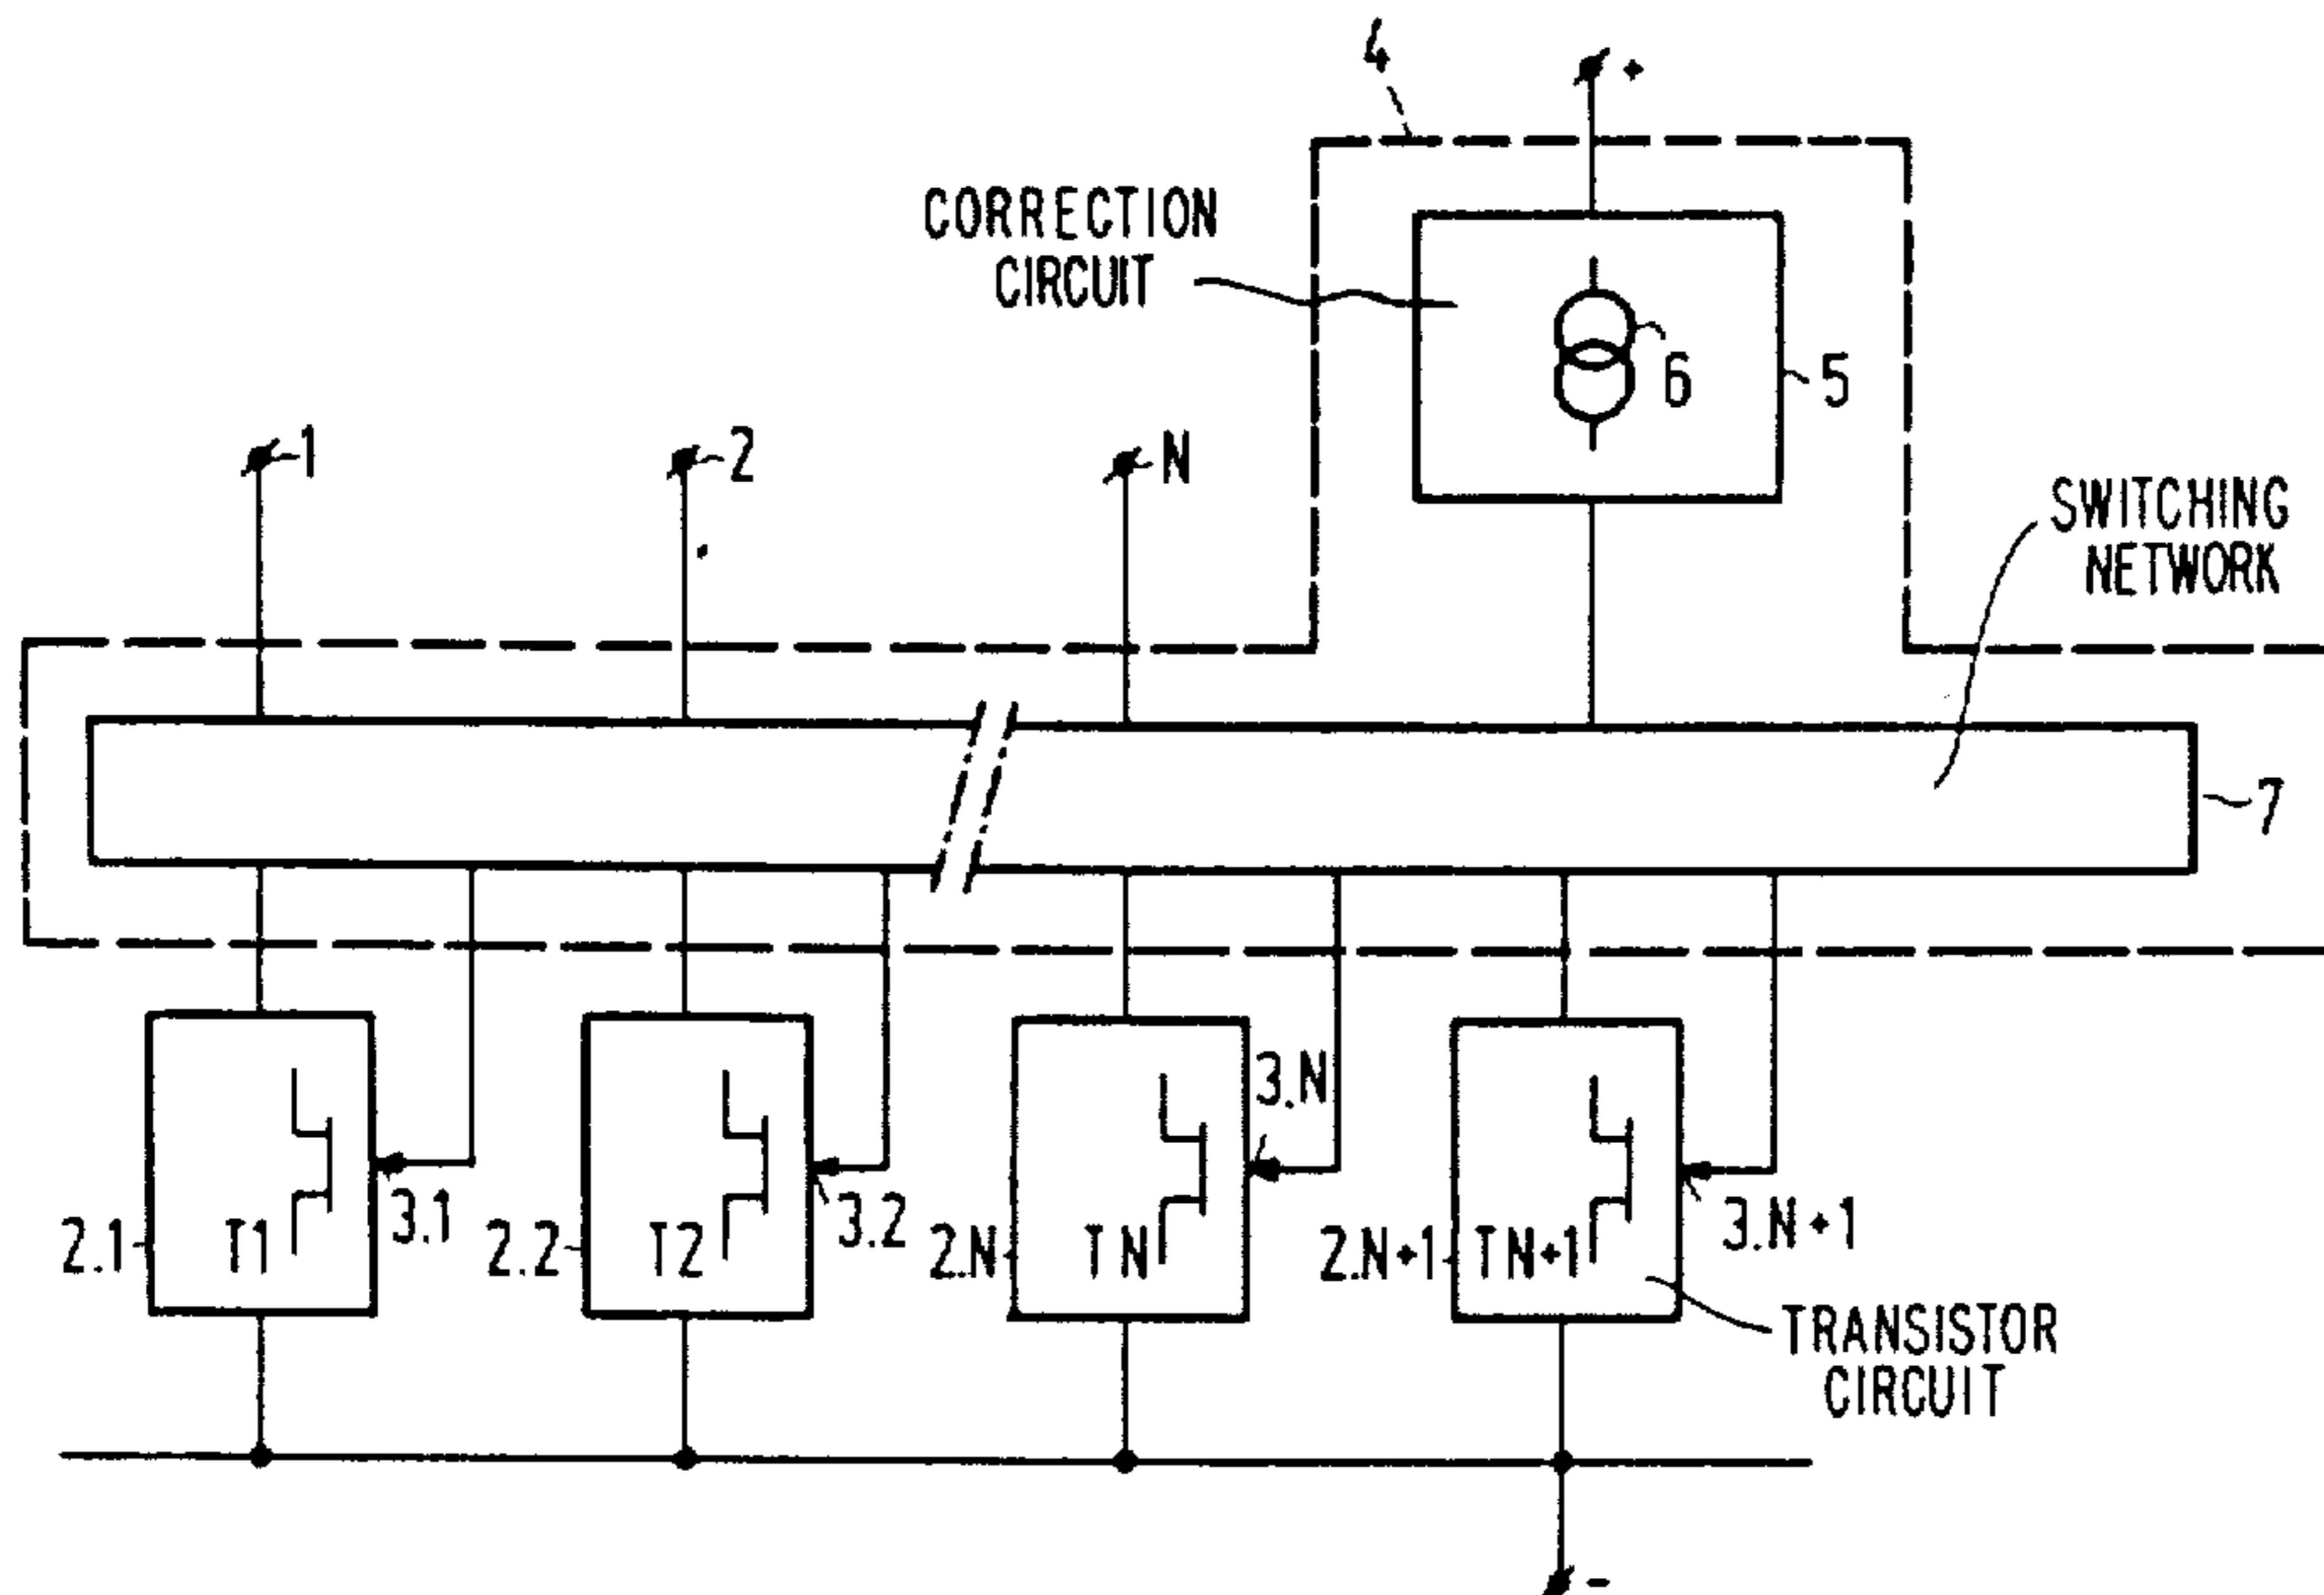 4
+
CORRECTION
CIRCUIT
6
5
1
2
N
SWITCHING
NETWORK
7
3.N
3.1
3.2
3.N+1
2.1
T1
2.2
T2
2.N
TN
2.N+1
TN+1
TRANSISTOR
CIRCUIT
-